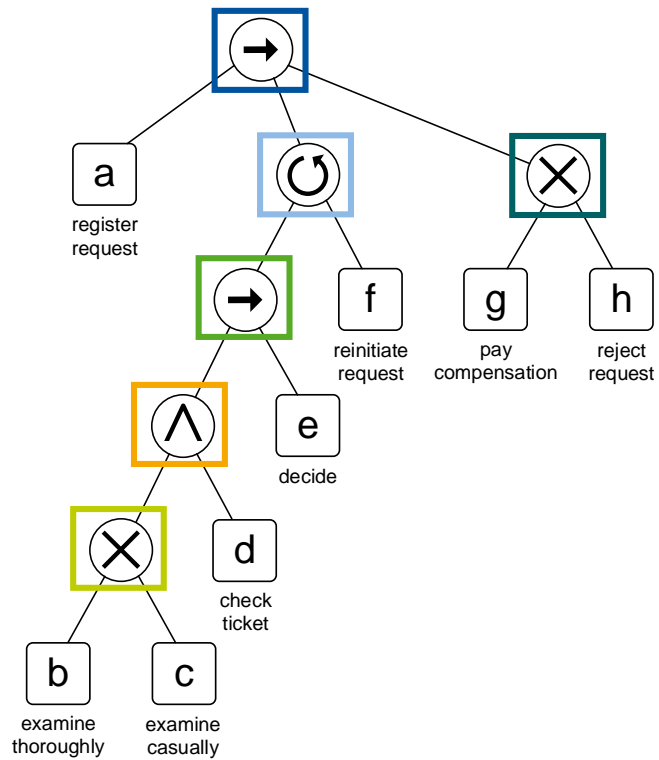 a
register
request
f
reinitiate
request
g
pay
compensation
h
reject
request
e
decide
d
check
ticket
b
examine
thoroughly
c
examine
casually